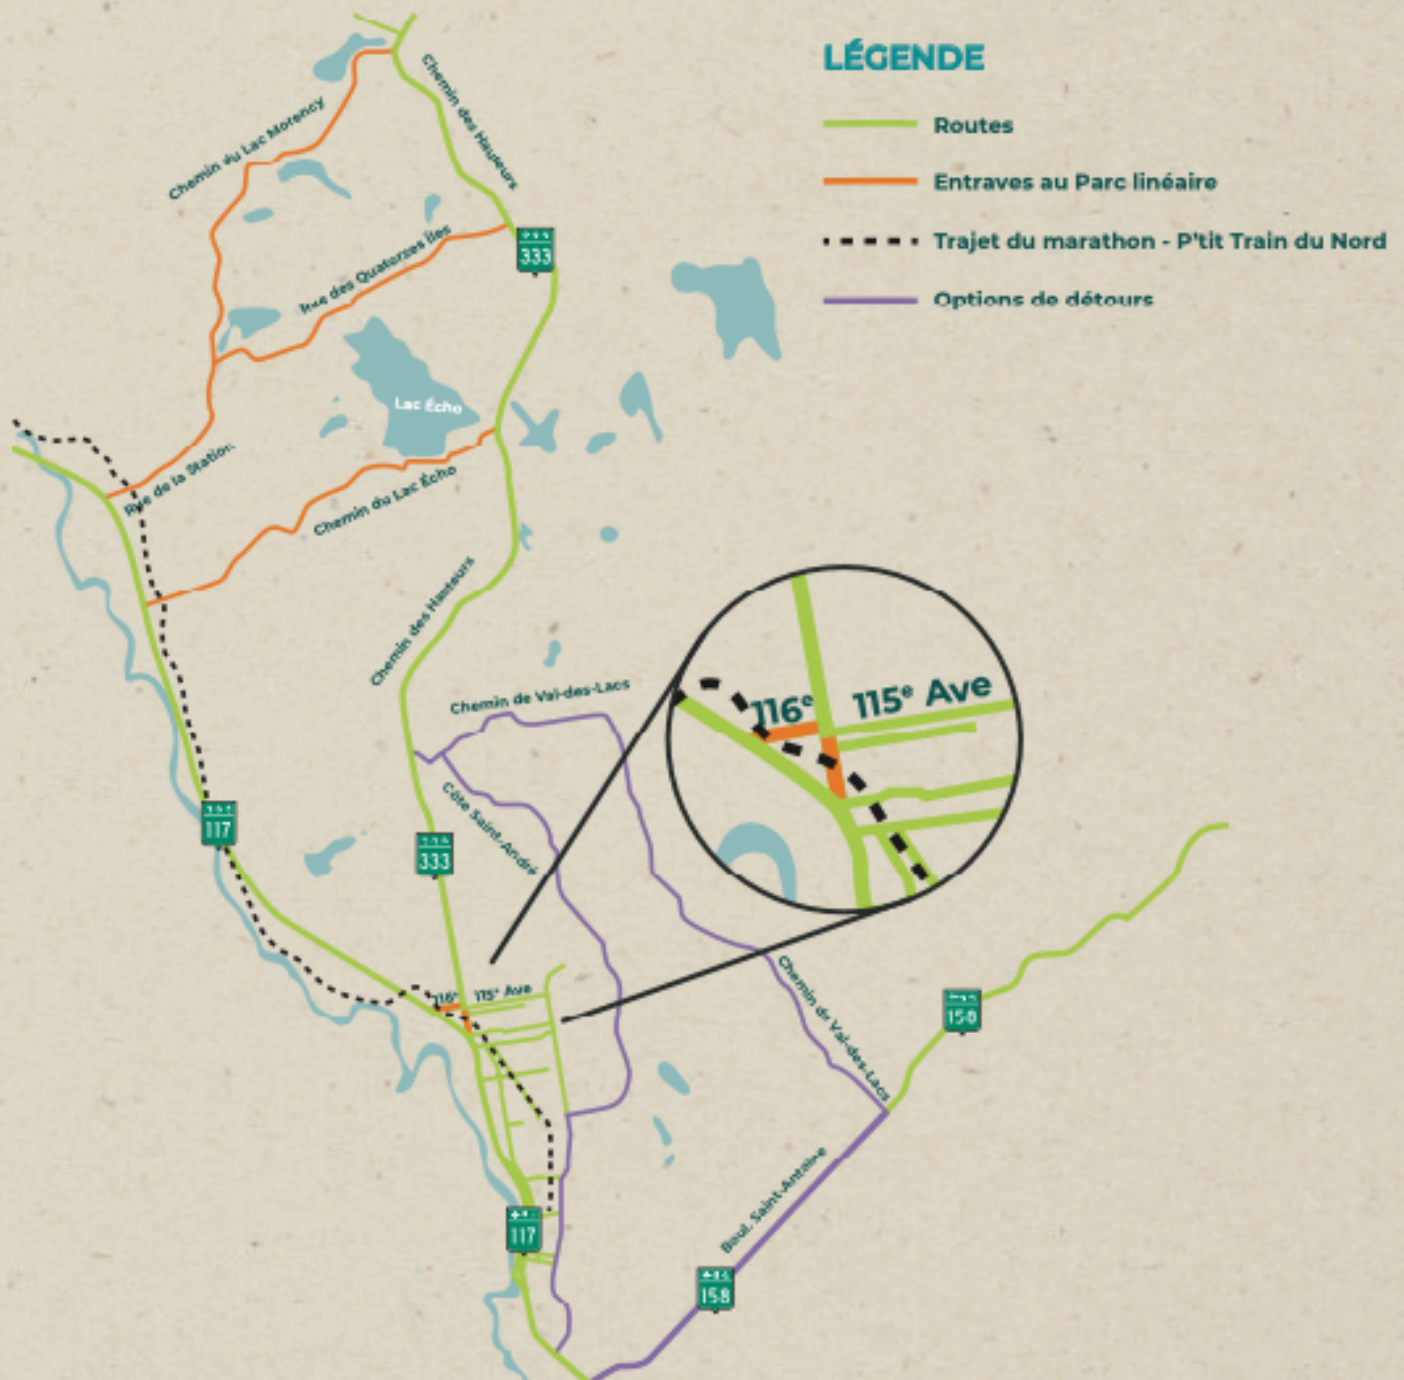 LÉGENDE
Routes
Entraves au Parc linéaire
Trajet du marathon - P'tit Train du Nord
Options de détours
Chemin des Hauteurs
Chemin du Lac Morency
333
Rue des Quatorzes Îles
Lac Écho
Rue de la Station
Chemin du Lac Écho
Chemin des Hauteurs
Chemin de Val-des-Lacs
116e 115e Ave
Côte Saint-André
117
333
116e 115e Ave
Chemin de Val-des-Lacs
158
Boul. Saint-Antoine
117
158